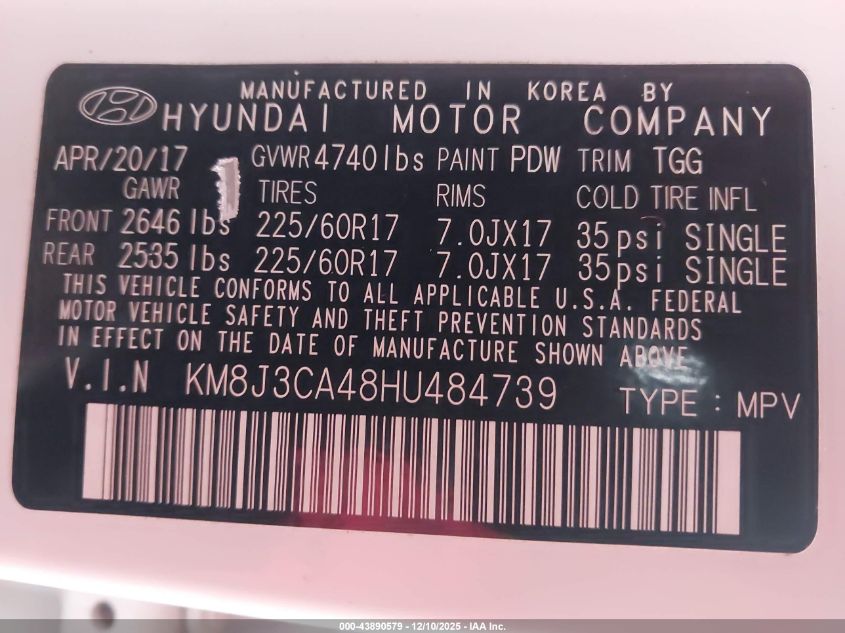 MANUFACTURED IN KOREA BY
HYUNDAI MOTOR COMPANY
APR/20/17 GVWR 4740lbs PAINT PDW TRIM TGG
GAWR TIRES RIMS COLD TIRE INFL
FRONT 2646 lbs 225/60R17 7.0JX17 35psi SINGLE
REAR 2535 lbs 225/60R17 7.0JX17 35psi SINGLE
THIS VEHICLE CONFORMS TO ALL APPLICABLE U.S.A. FEDERAL
MOTOR VEHICLE SAFETY AND THEFT PREVENTION STANDARDS
IN EFFECT ON THE DATE OF MANUFACTURE SHOWN ABOVE
V.I.N KM8J3CA48HU484739 TYPE : MPV
000-43890579 - 12/10/2025 - IAA Inc.